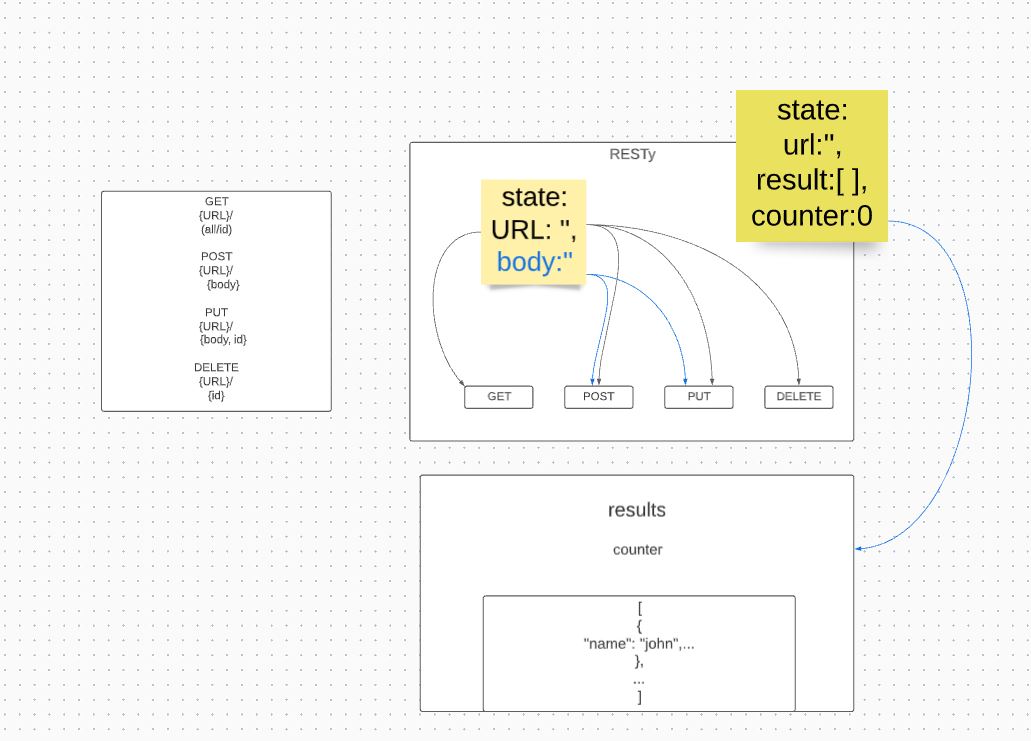 GET
{URL}/
(all/id)
POST
{URL}/
{body}
PUT
{URL}/
{body, id}
DELETE
{URL}/
{id}
RESTy
state:
URL: '',
body:''
GET
POST
PUT
DELETE
state:
url:'',
result:[ ],
counter:0
results
counter
[
{
"name": "john",...
},
...
]